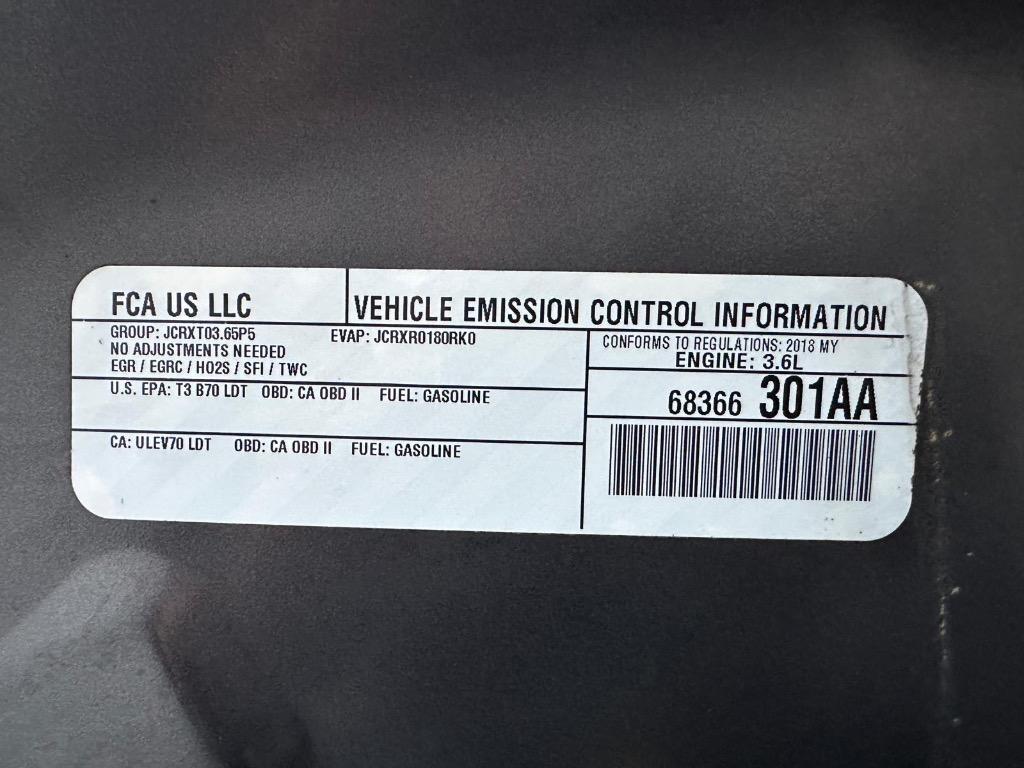 FCA US LLC
VEHICLE EMISSION CONTROL INFORMATION
GROUP: JCRXT03.65P5 EVAP: JCRXR0180RK0
NO ADJUSTMENTS NEEDED
EGR / EGRC / HO2S / SFI / TWC
CONFORMS TO REGULATIONS: 2018 MY
ENGINE: 3.6L
U.S. EPA: T3 B70 LDT OBD: CA OBD II FUEL: GASOLINE
68366 301AA
CA: ULEV70 LDT OBD: CA OBD II FUEL: GASOLINE